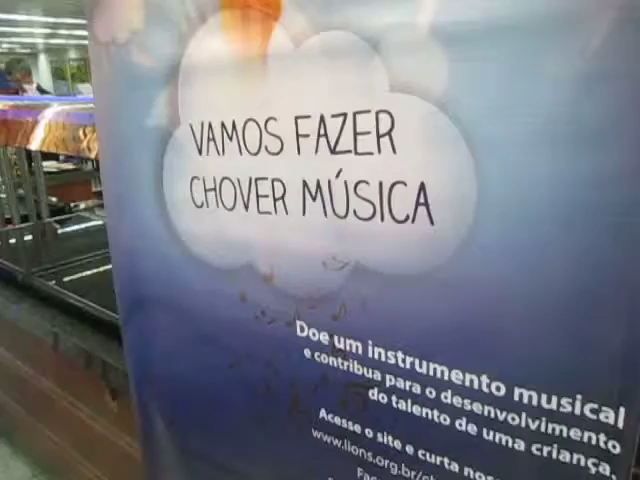 VAMOS FAZER
CHOVER MÚSICA
Doe um instrumento musical
e contribua para o desenvolvimento
do talento de uma criança.
Acesse o site e curta
www.lions.org.br/